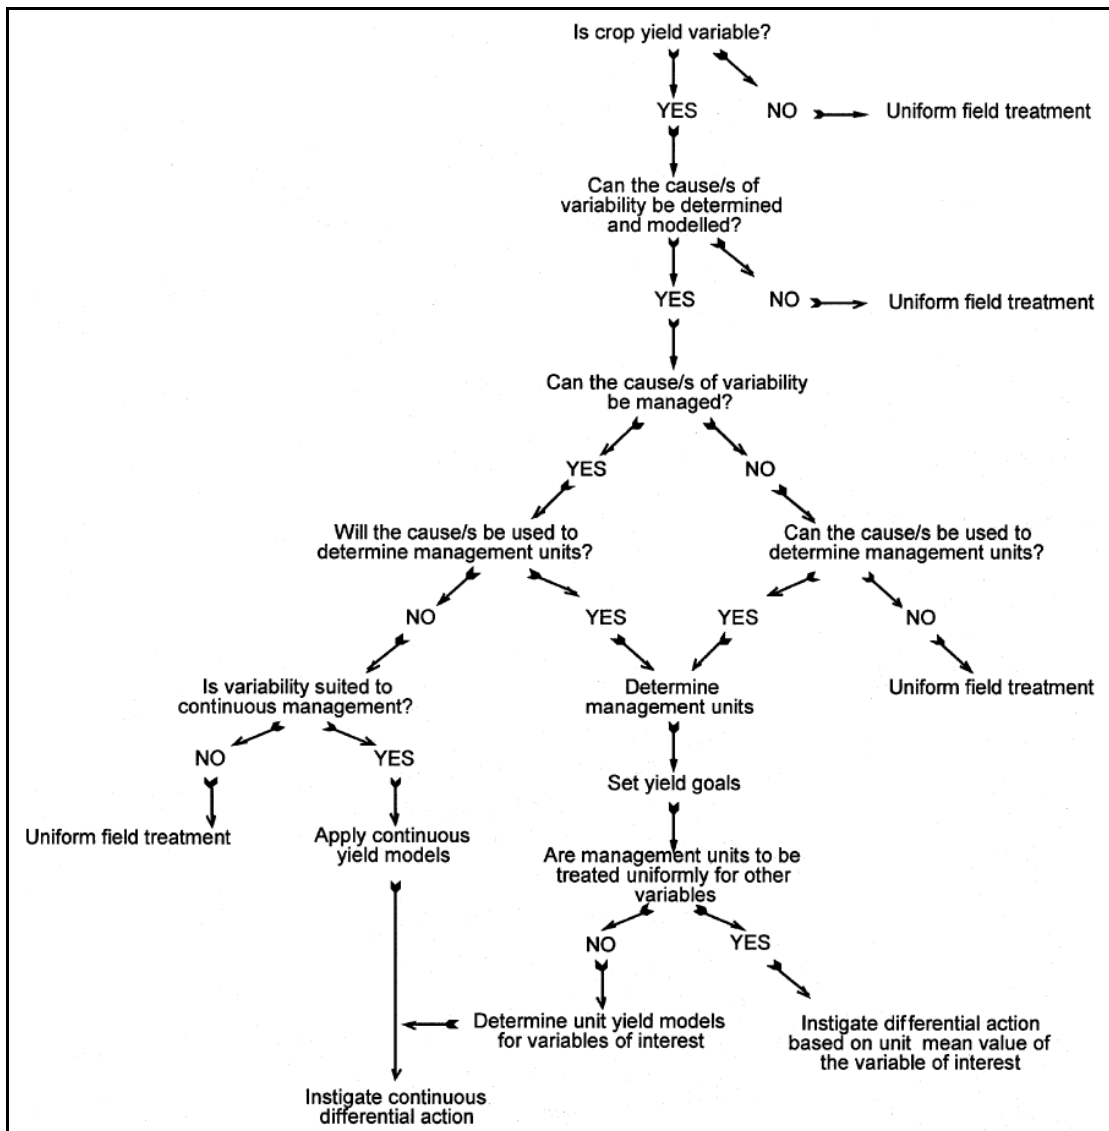 Is crop yield variable?
YES
NO
Uniform field treatment
Can the cause/s of
variability be determined
and modelled?
YES
NO
Uniform field treatment
Can the cause/s of variability
be managed?
YES
NO
Will the cause/s be used to
determine management units?
Can the cause/s be used to
determine management units?
NO
YES
YES
NO
Is variability suited to
continuous management?
Determine
management units
Uniform field treatment
NO
YES
Set yield goals
Uniform field treatment
Apply continuous
yield models
Are management units to be
treated uniformly for other
variables
NO
YES
Determine unit yield models
for variables of interest
Instigate differential action
based on unit mean value of
the variable of interest
Instigate continuous
differential action